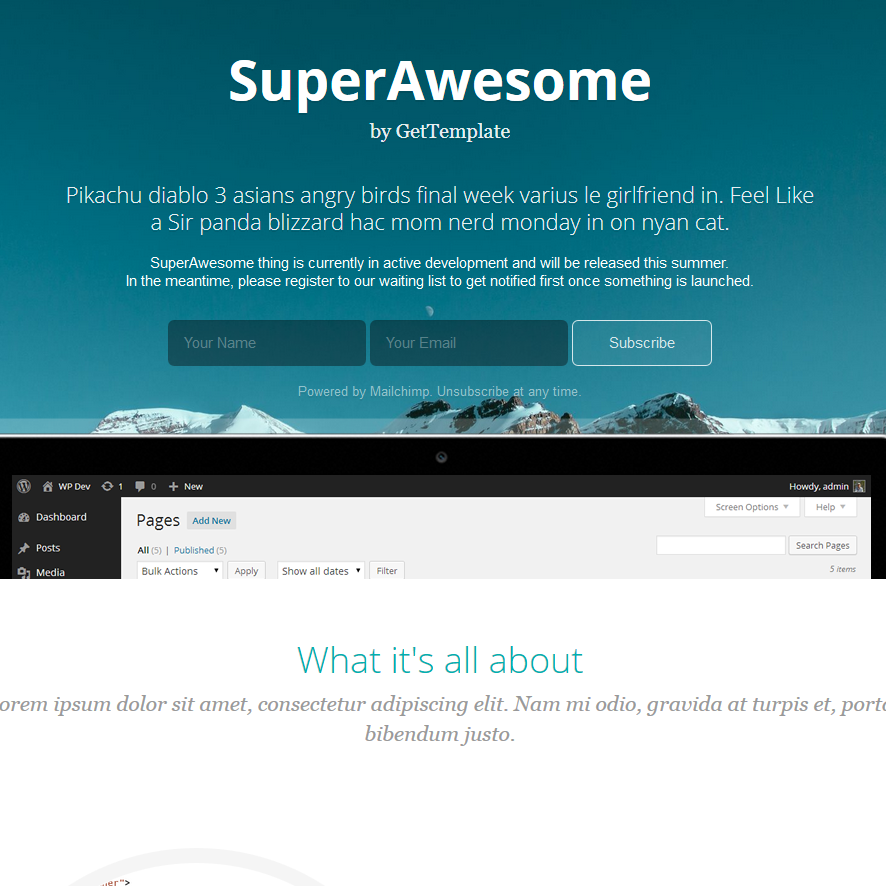 SuperAwesome
by GetTemplate
Pikachu diablo 3 asians angry birds final week varius le girlfriend in. Feel Like
a Sir panda blizzard hac mom nerd monday in on nyan cat.
SuperAwesome thing is currently in active development and will be released this summer.
In the meantime, please register to our waiting list to get notified first once something is launched.
Your Name Your Email Subscribe
Powered by Mailchimp. Unsubscribe at any time.
WP Dev 1 0 + New Howdy, admin
Dashboard Pages Add New Screen Options ▼ Help ▼
Posts All (5) | Published (5) Search Pages
Media Bulk Actions ▼ Apply Show all dates ▼ Filter 5 items
What it's all about
orem ipsum dolor sit amet, consectetur adipiscing elit. Nam mi odio, gravida at turpis et, porto
bibendum justo.